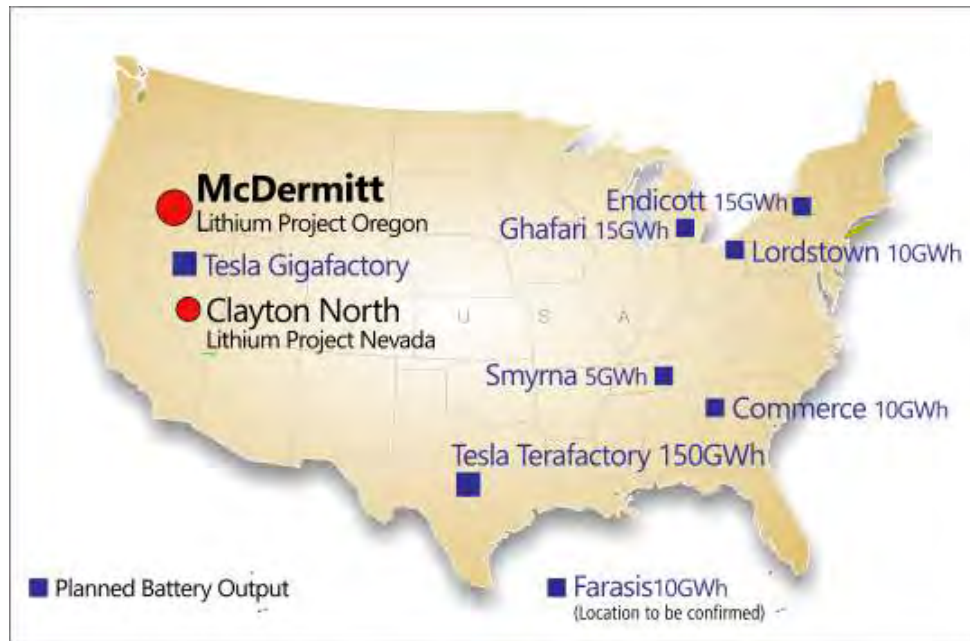 McDermitt
Lithium Project Oregon
Endicott 15GWh
Ghafari 15GWh
Lordstown 10GWh
Tesla Gigafactory
Clayton North
Lithium Project Nevada
U S A
Smyrna 5GWh
Commerce 10GWh
Tesla Terafactory 150GWh
Planned Battery Output
Farasis10GWh
(Location to be confirmed)